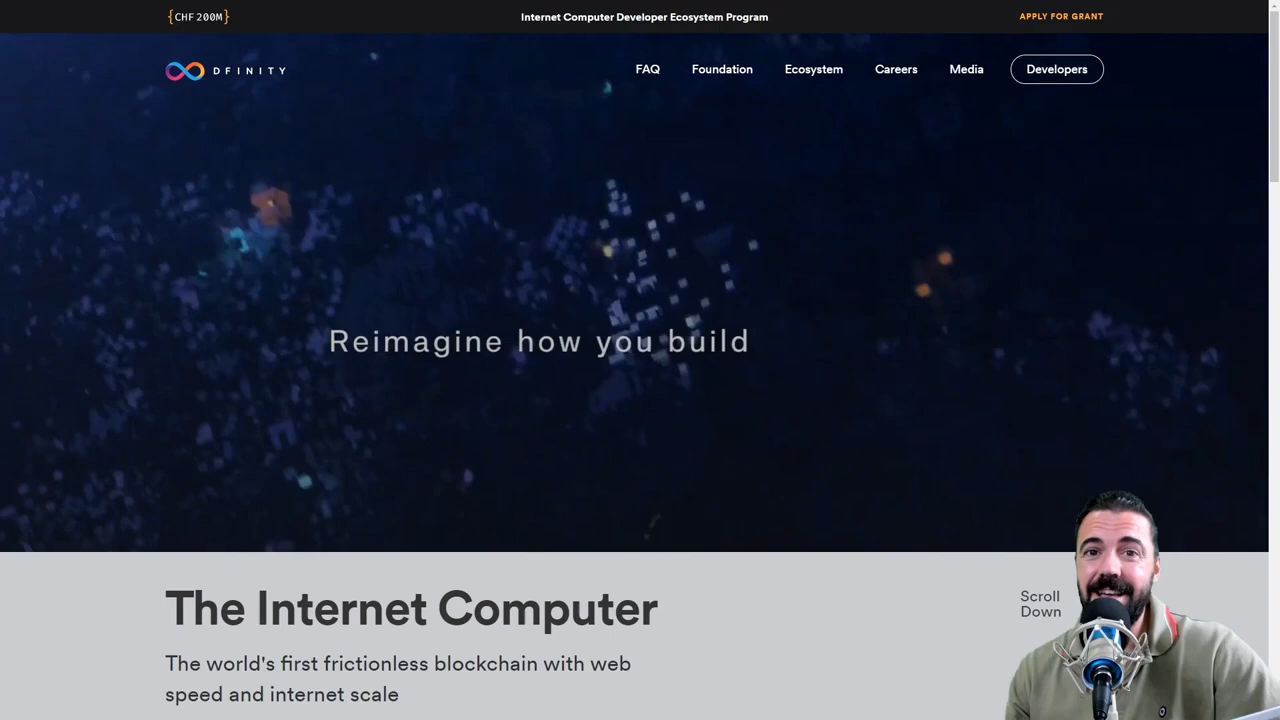 {CHF 200M}
Internet Computer Developer Ecosystem Program
APPLY FOR GRANT
DFINITY
FAQ
Foundation
Ecosystem
Careers
Media
Developers
Reimagine how you build
The Internet Computer
Scroll
Down
The world's first frictionless blockchain with web
speed and internet scale